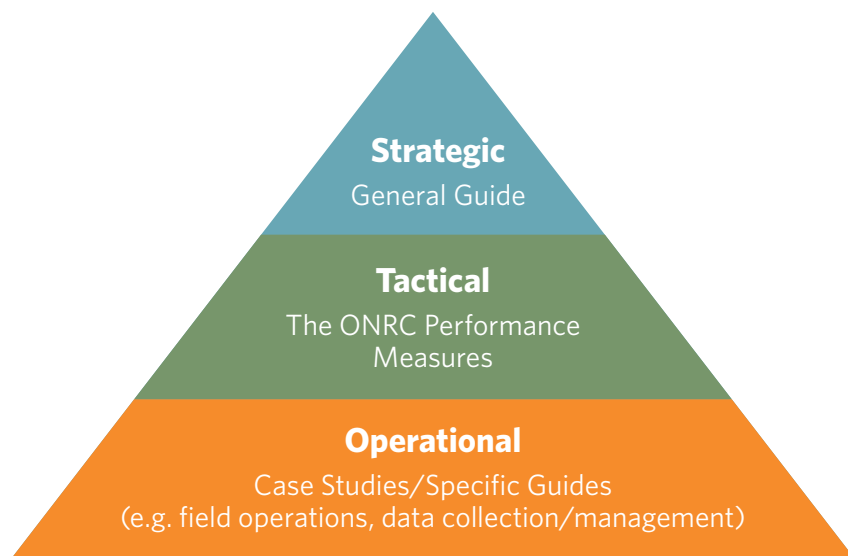 Strategic
General Guide
Tactical
The ONRC Performance
Measures
Operational
Case Studies/Specific Guides
(e.g. field operations, data collection/management)